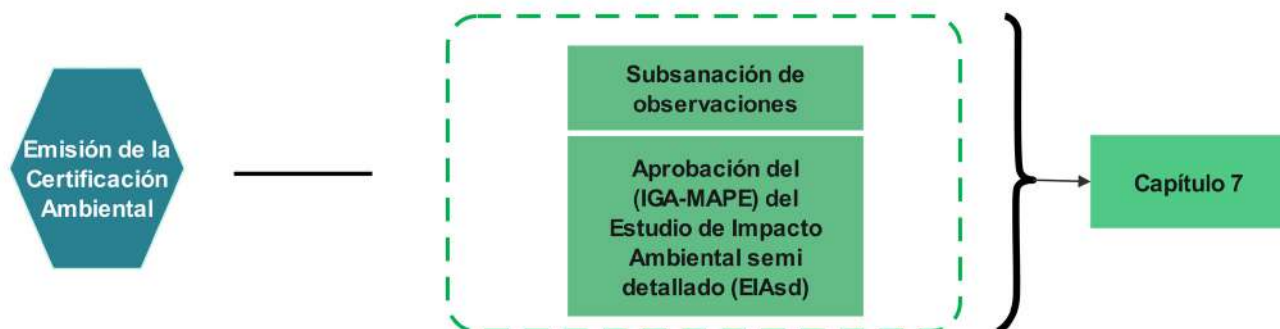 Emisión de la
Certificación
Ambiental
Subsanación de
observaciones
Aprobación del
(IGA-MAPE) del
Estudio de Impacto
Ambiental semi
detallado (EIAsd)
Capítulo 7